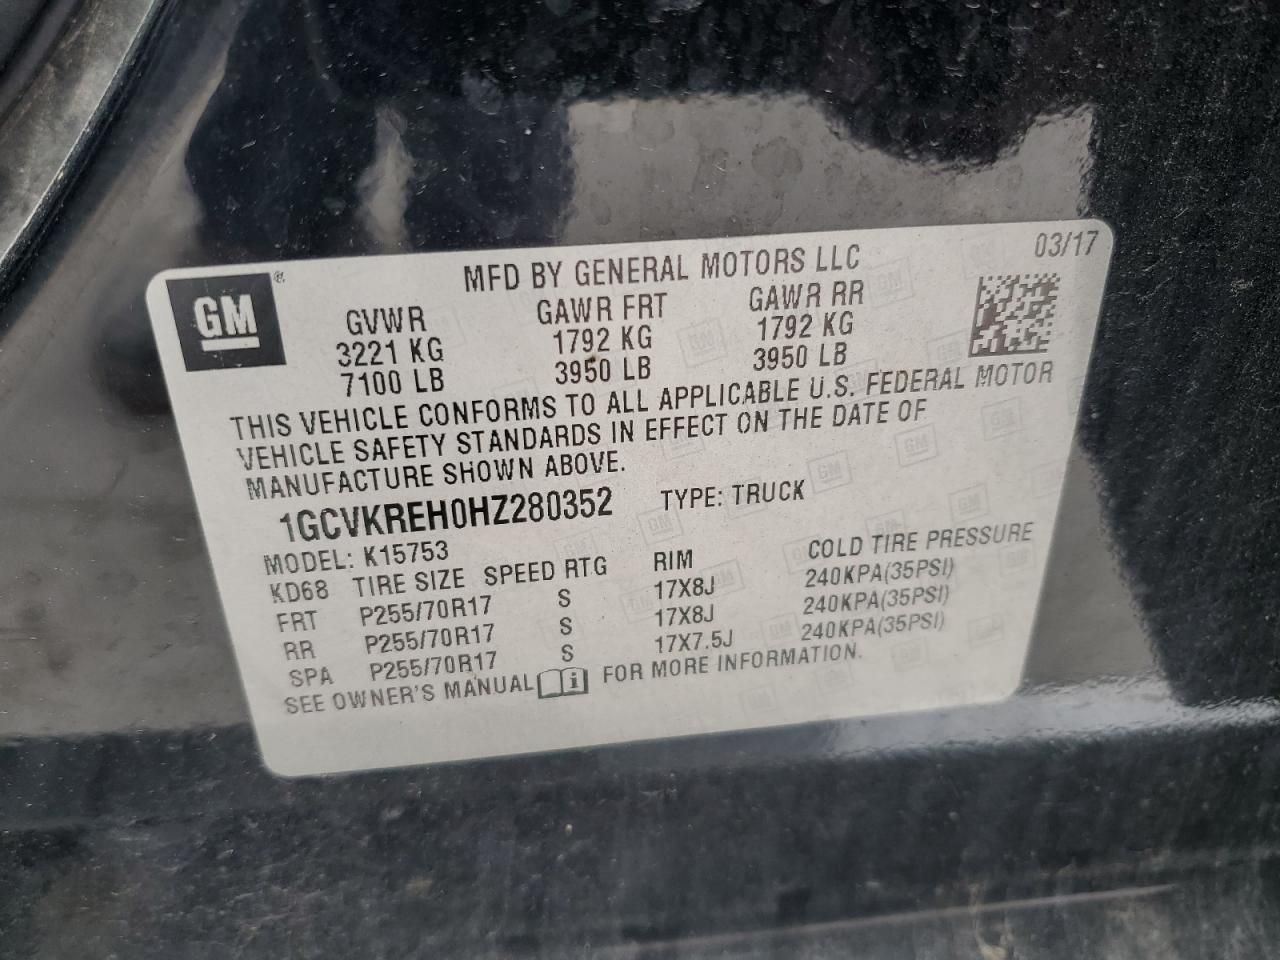 MFD BY GENERAL MOTORS LLC 03/17
GM ®
GVWR GAWR FRT GAWR RR
3221 KG 1792 KG 1792 KG
7100 LB 3950 LB 3950 LB
THIS VEHICLE CONFORMS TO ALL APPLICABLE U.S. FEDERAL MOTOR
VEHICLE SAFETY STANDARDS IN EFFECT ON THE DATE OF
MANUFACTURE SHOWN ABOVE.
1GCVKREH0HZ280352 TYPE: TRUCK
MODEL: K15753
KD68 TIRE SIZE SPEED RTG RIM COLD TIRE PRESSURE
FRT P255/70R17 S 17X8J 240KPA(35PSI)
RR P255/70R17 S 17X8J 240KPA(35PSI)
SPA P255/70R17 S 17X7.5J 240KPA(35PSI)
SEE OWNER'S MANUAL i FOR MORE INFORMATION.